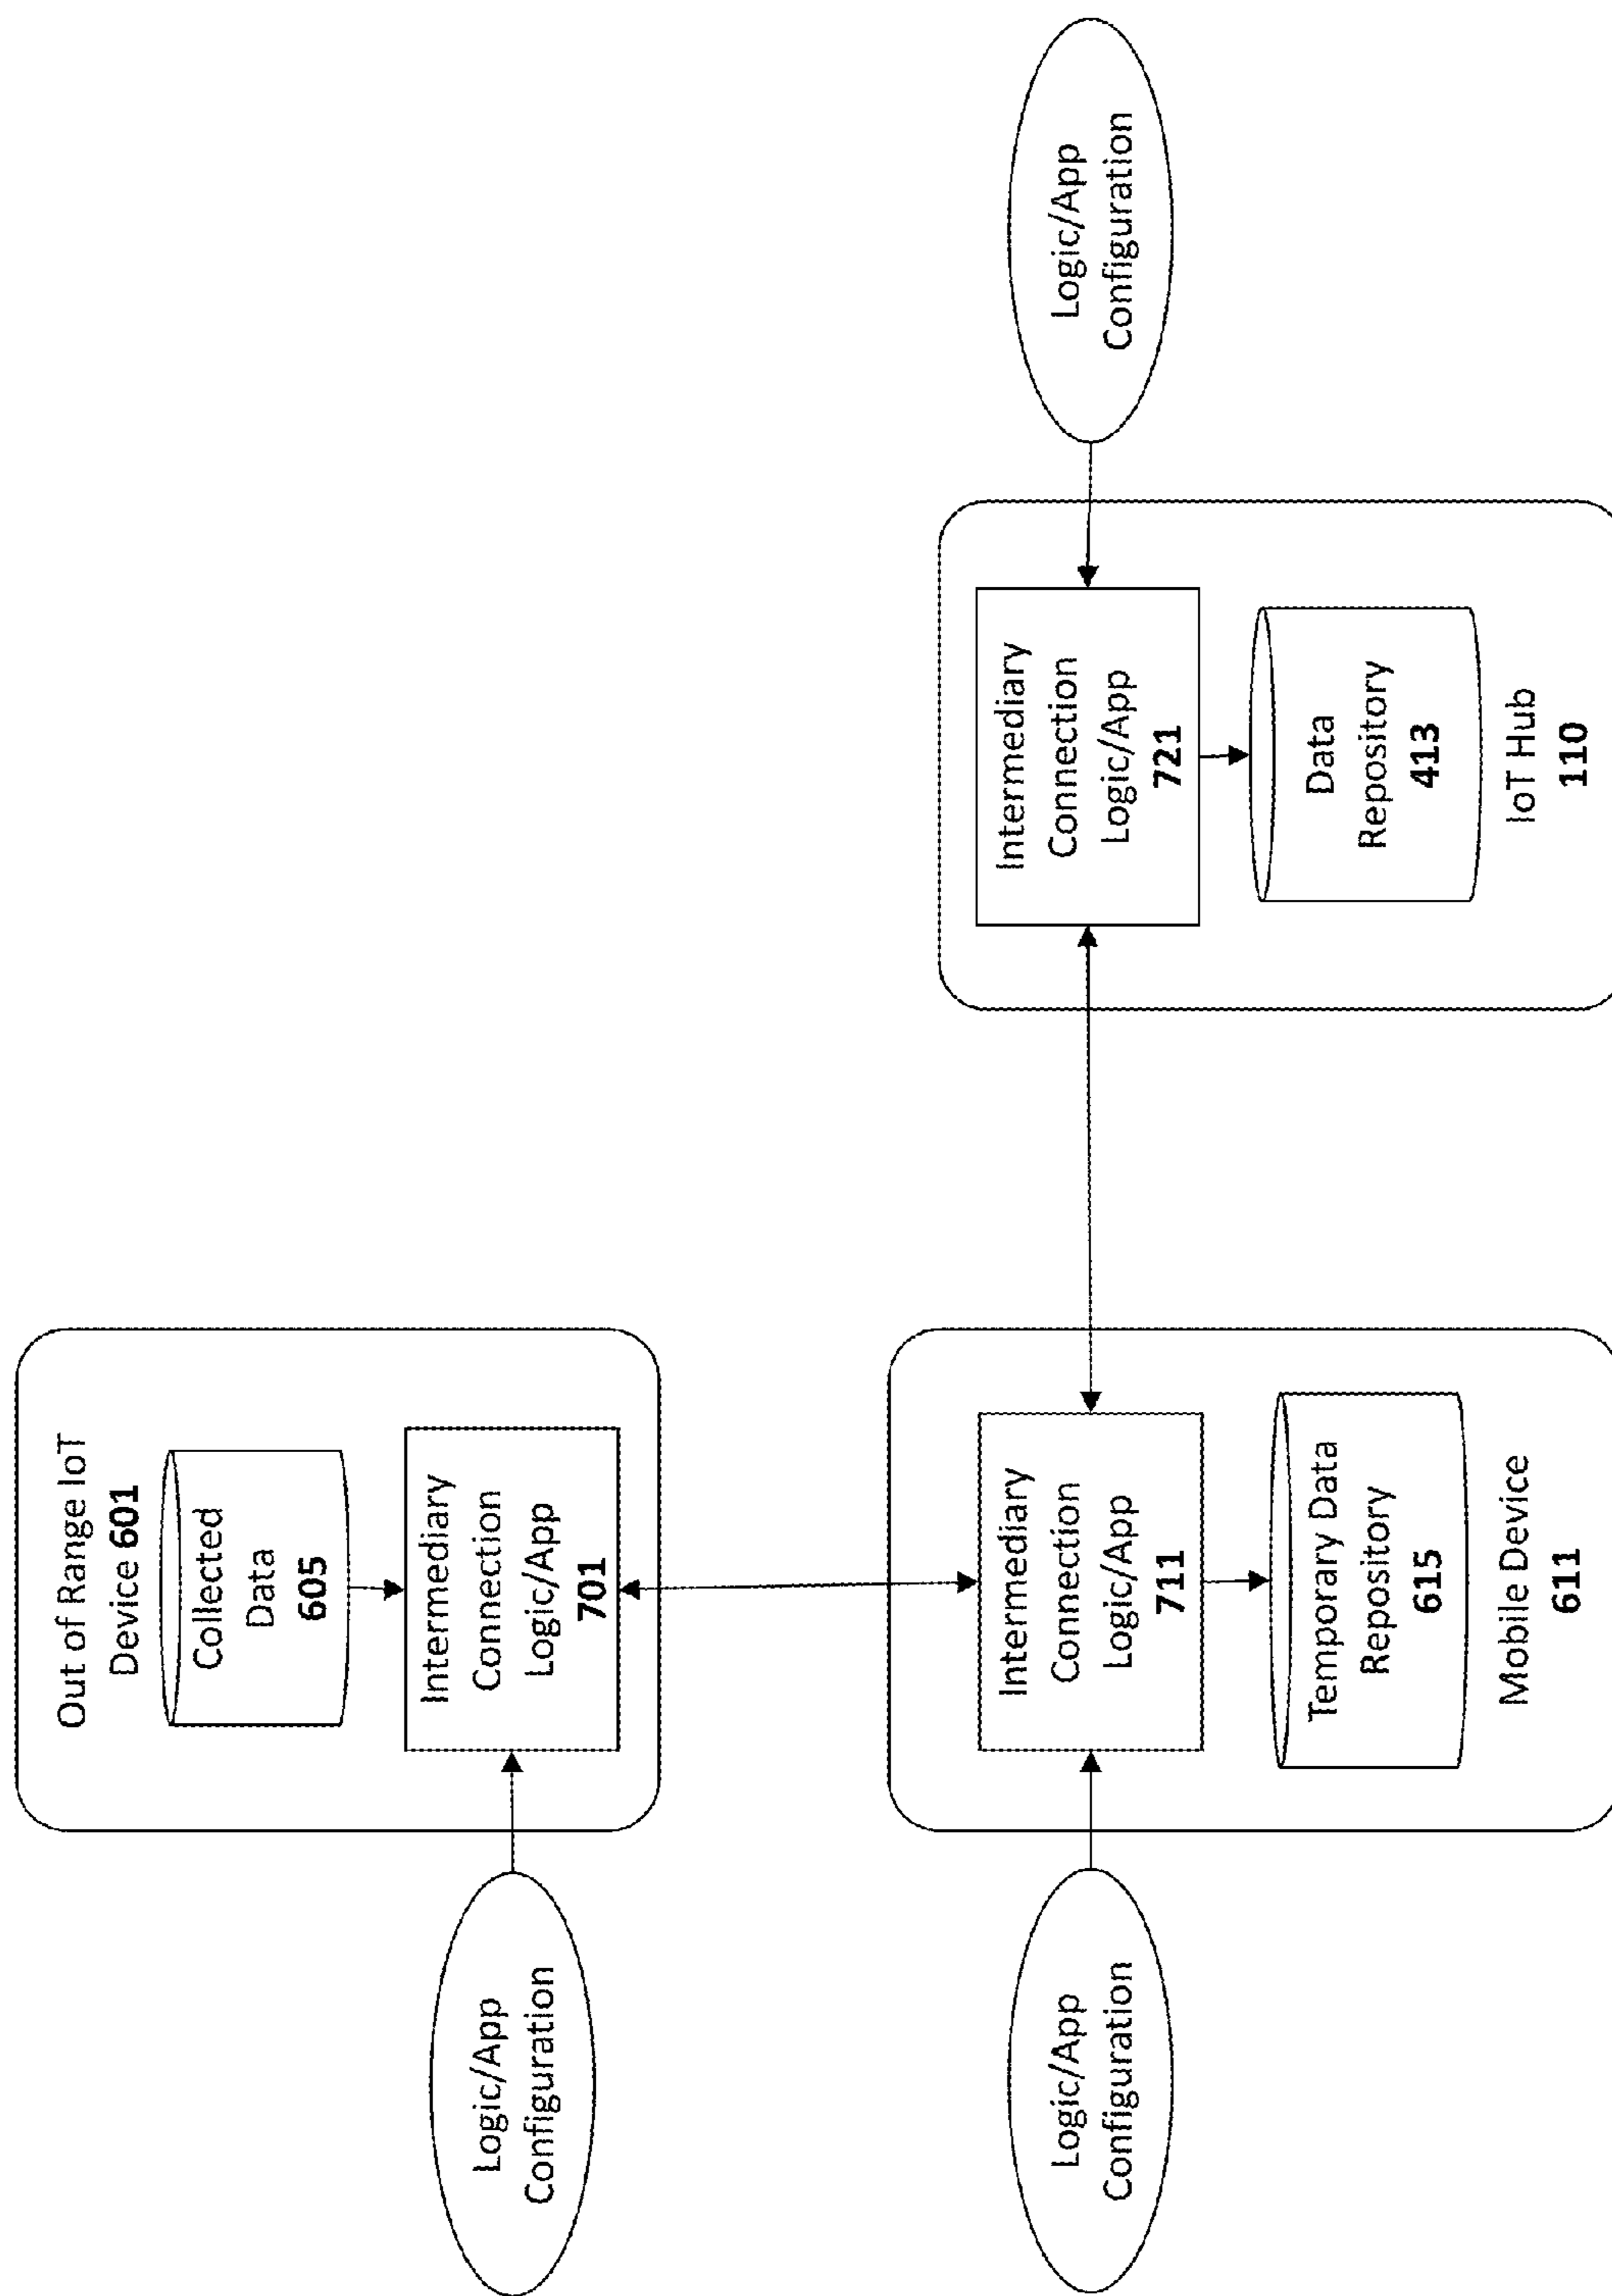 Out of Range IoT
Device 601
Collected
Data
605
Intermediary
Connection
Logic/App
701
Logic/App
Configuration
Logic/App
Configuration
Intermediary
Connection
Logic/App
711
Temporary Data
Repository
615
Mobile Device
611
Intermediary
Connection
Logic/App
721
Data
Repository
413
IoT Hub
110
Logic/App
Configuration